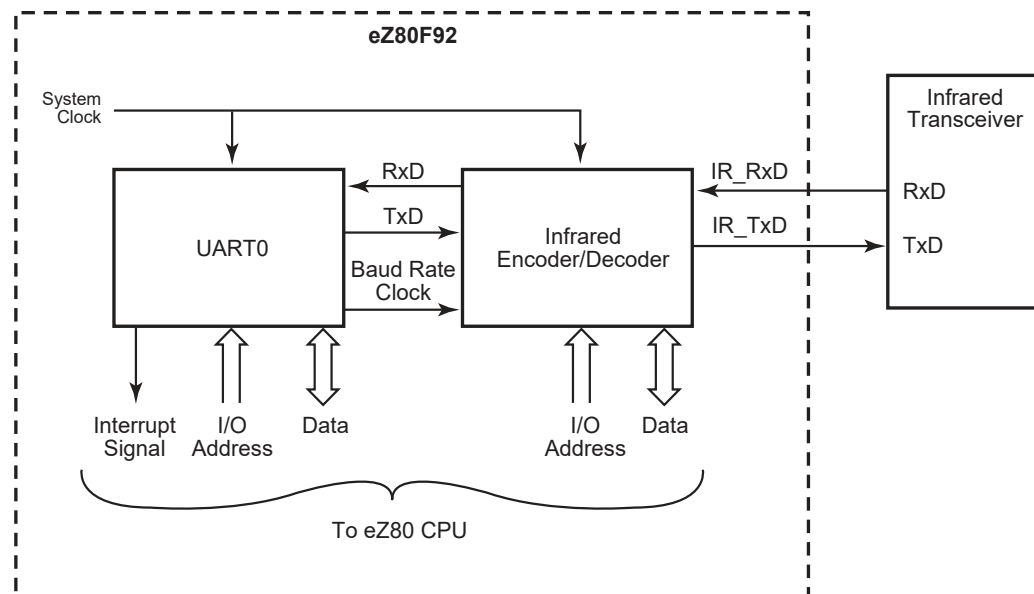 eZ80F92
System
Clock
Infrared
Transceiver
RxD
TxD
IR_RxD
IR_TxD
RxD
TxD
Baud Rate
Clock
UART0
Infrared
Encoder/Decoder
Interrupt
Signal
I/O
Address
Data
I/O
Address
Data
To eZ80 CPU